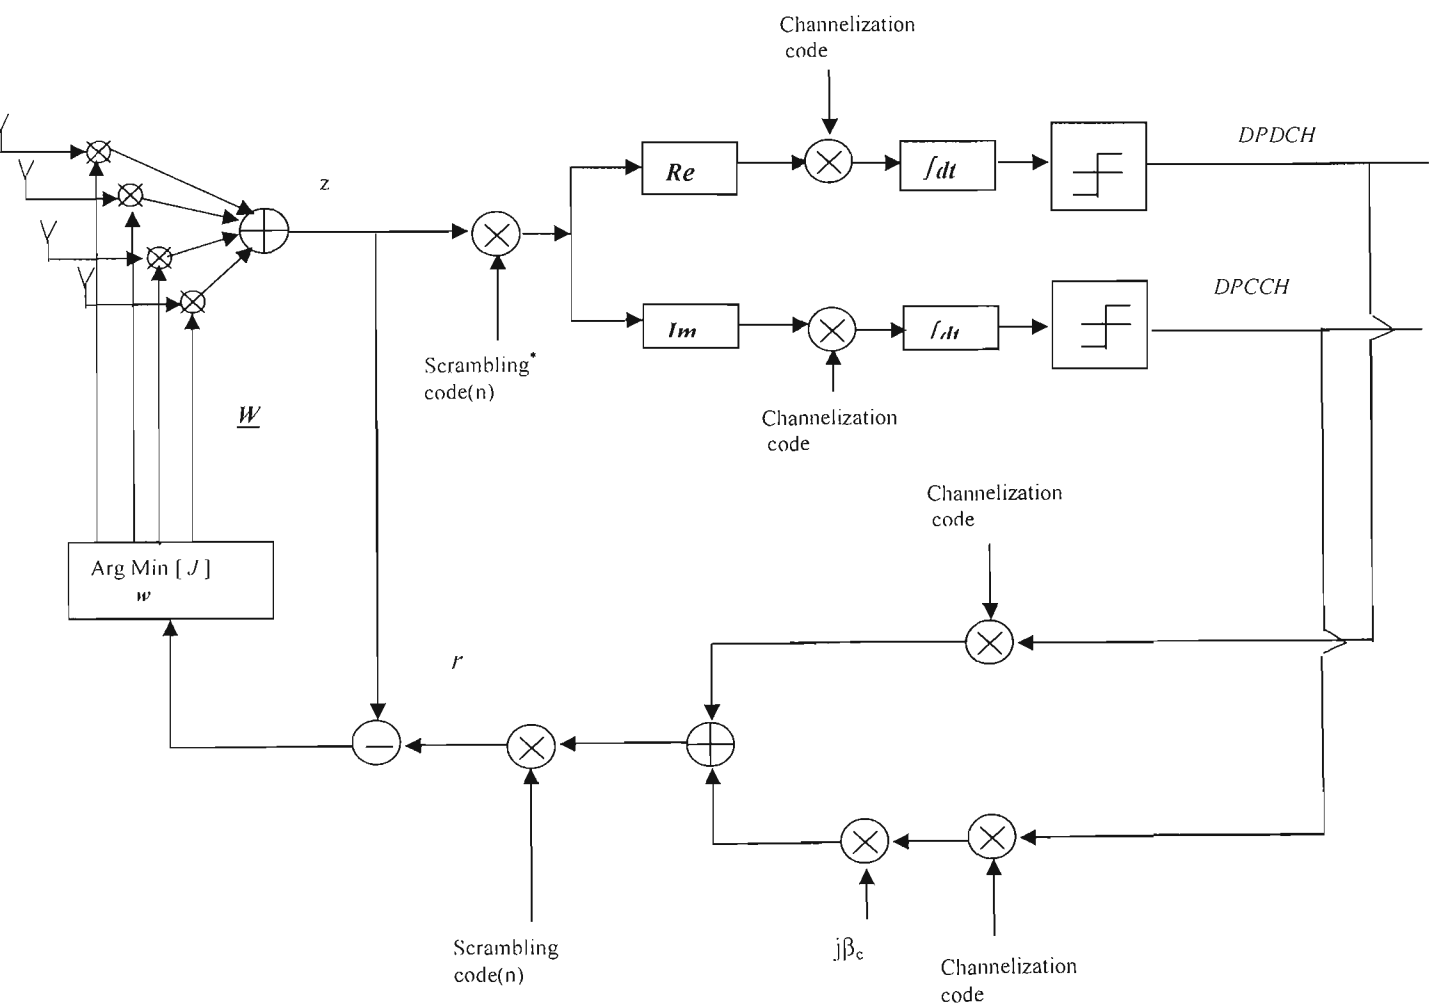 Channelization
code
DPDCH
z
Re
∫dt
DPCCH
Im
∫dt
Scrambling*
code(n)
Channelization
code
W
Channelization
code
Arg Min [ J ]
w
r
Scrambling
code(n)
jβc
Channelization
code